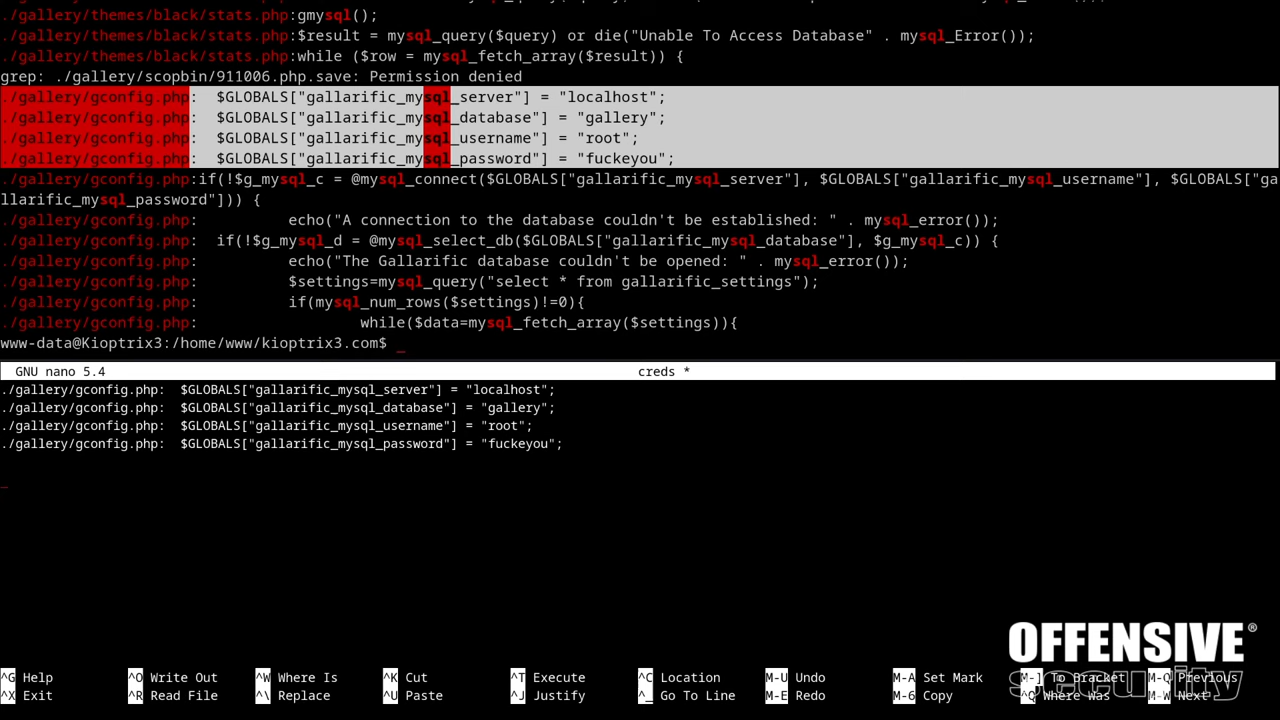 ./gallery/themes/black/stats.php:gmysql();
./gallery/themes/black/stats.php:$result = mysql_query($query) or die("Unable To Access Database" . mysql_Error());
./gallery/themes/black/stats.php:while ($row = mysql_fetch_array($result)) {
grep: ./gallery/scopbin/911006.php.save: Permission denied
./gallery/gconfig.php:  $GLOBALS["gallarific_mysql_server"] = "localhost";
./gallery/gconfig.php:  $GLOBALS["gallarific_mysql_database"] = "gallery";
./gallery/gconfig.php:  $GLOBALS["gallarific_mysql_username"] = "root";
./gallery/gconfig.php:  $GLOBALS["gallarific_mysql_password"] = "fuckeyou";
./gallery/gconfig.php:if(!$g_mysql_c = @mysql_connect($GLOBALS["gallarific_mysql_server"], $GLOBALS["gallarific_mysql_username"], $GLOBALS["ga
llarific_mysql_password"])) {
./gallery/gconfig.php:          echo("A connection to the database couldn't be established: " . mysql_error());
./gallery/gconfig.php:  if(!$g_mysql_d = @mysql_select_db($GLOBALS["gallarific_mysql_database"], $g_mysql_c)) {
./gallery/gconfig.php:          echo("The Gallarific database couldn't be opened: " . mysql_error());
./gallery/gconfig.php:          $settings=mysql_query("select * from gallarific_settings");
./gallery/gconfig.php:          if(mysql_num_rows($settings)!=0){
./gallery/gconfig.php:                  while($data=mysql_fetch_array($settings)){
www-data@Kioptrix3:/home/www/kioptrix3.com$ _
GNU nano 5.4 creds *
./gallery/gconfig.php:  $GLOBALS["gallarific_mysql_server"] = "localhost";
./gallery/gconfig.php:  $GLOBALS["gallarific_mysql_database"] = "gallery";
./gallery/gconfig.php:  $GLOBALS["gallarific_mysql_username"] = "root";
./gallery/gconfig.php:  $GLOBALS["gallarific_mysql_password"] = "fuckeyou";
OFFENSIVE®
security
^G Help ^O Write Out ^W Where Is ^K Cut ^T Execute ^C Location M-U Undo M-A Set Mark M-] To Bracket M-Q Previous
^X Exit ^R Read File ^\ Replace ^U Paste ^J Justify ^_ Go To Line M-E Redo M-6 Copy ^Q Where Was M-W Next